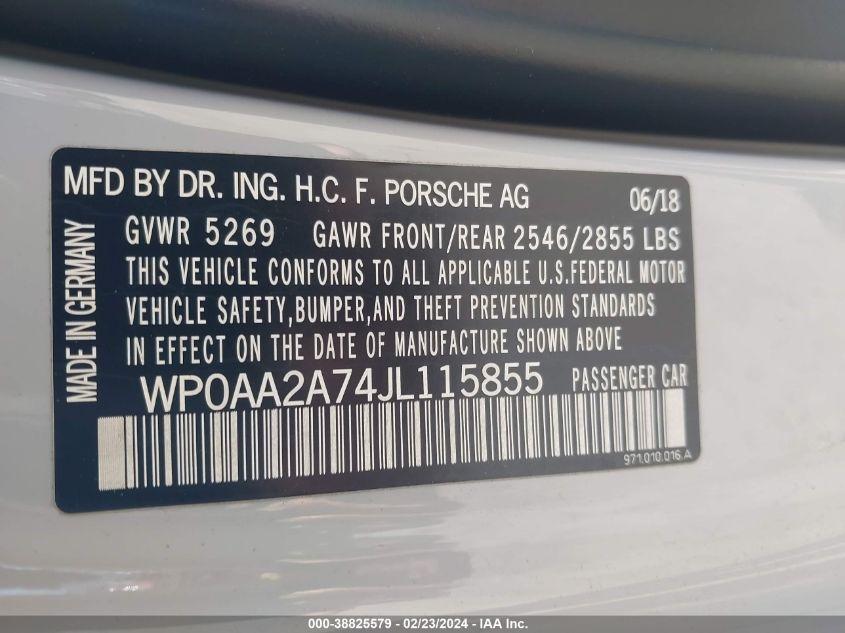 MFD BY DR. ING. H.C. F. PORSCHE AG 06/18
GVWR 5269 GAWR FRONT/REAR 2546/2855 LBS
THIS VEHICLE CONFORMS TO ALL APPLICABLE U.S.FEDERAL MOTOR
VEHICLE SAFETY,BUMPER,AND THEFT PREVENTION STANDARDS
IN EFFECT ON THE DATE OF MANUFACTURE SHOWN ABOVE
WP0AA2A74JL115855 PASSENGER CAR
971.010.016.A
MADE IN GERMANY
000-38825579 - 02/23/2024 - IAA Inc.